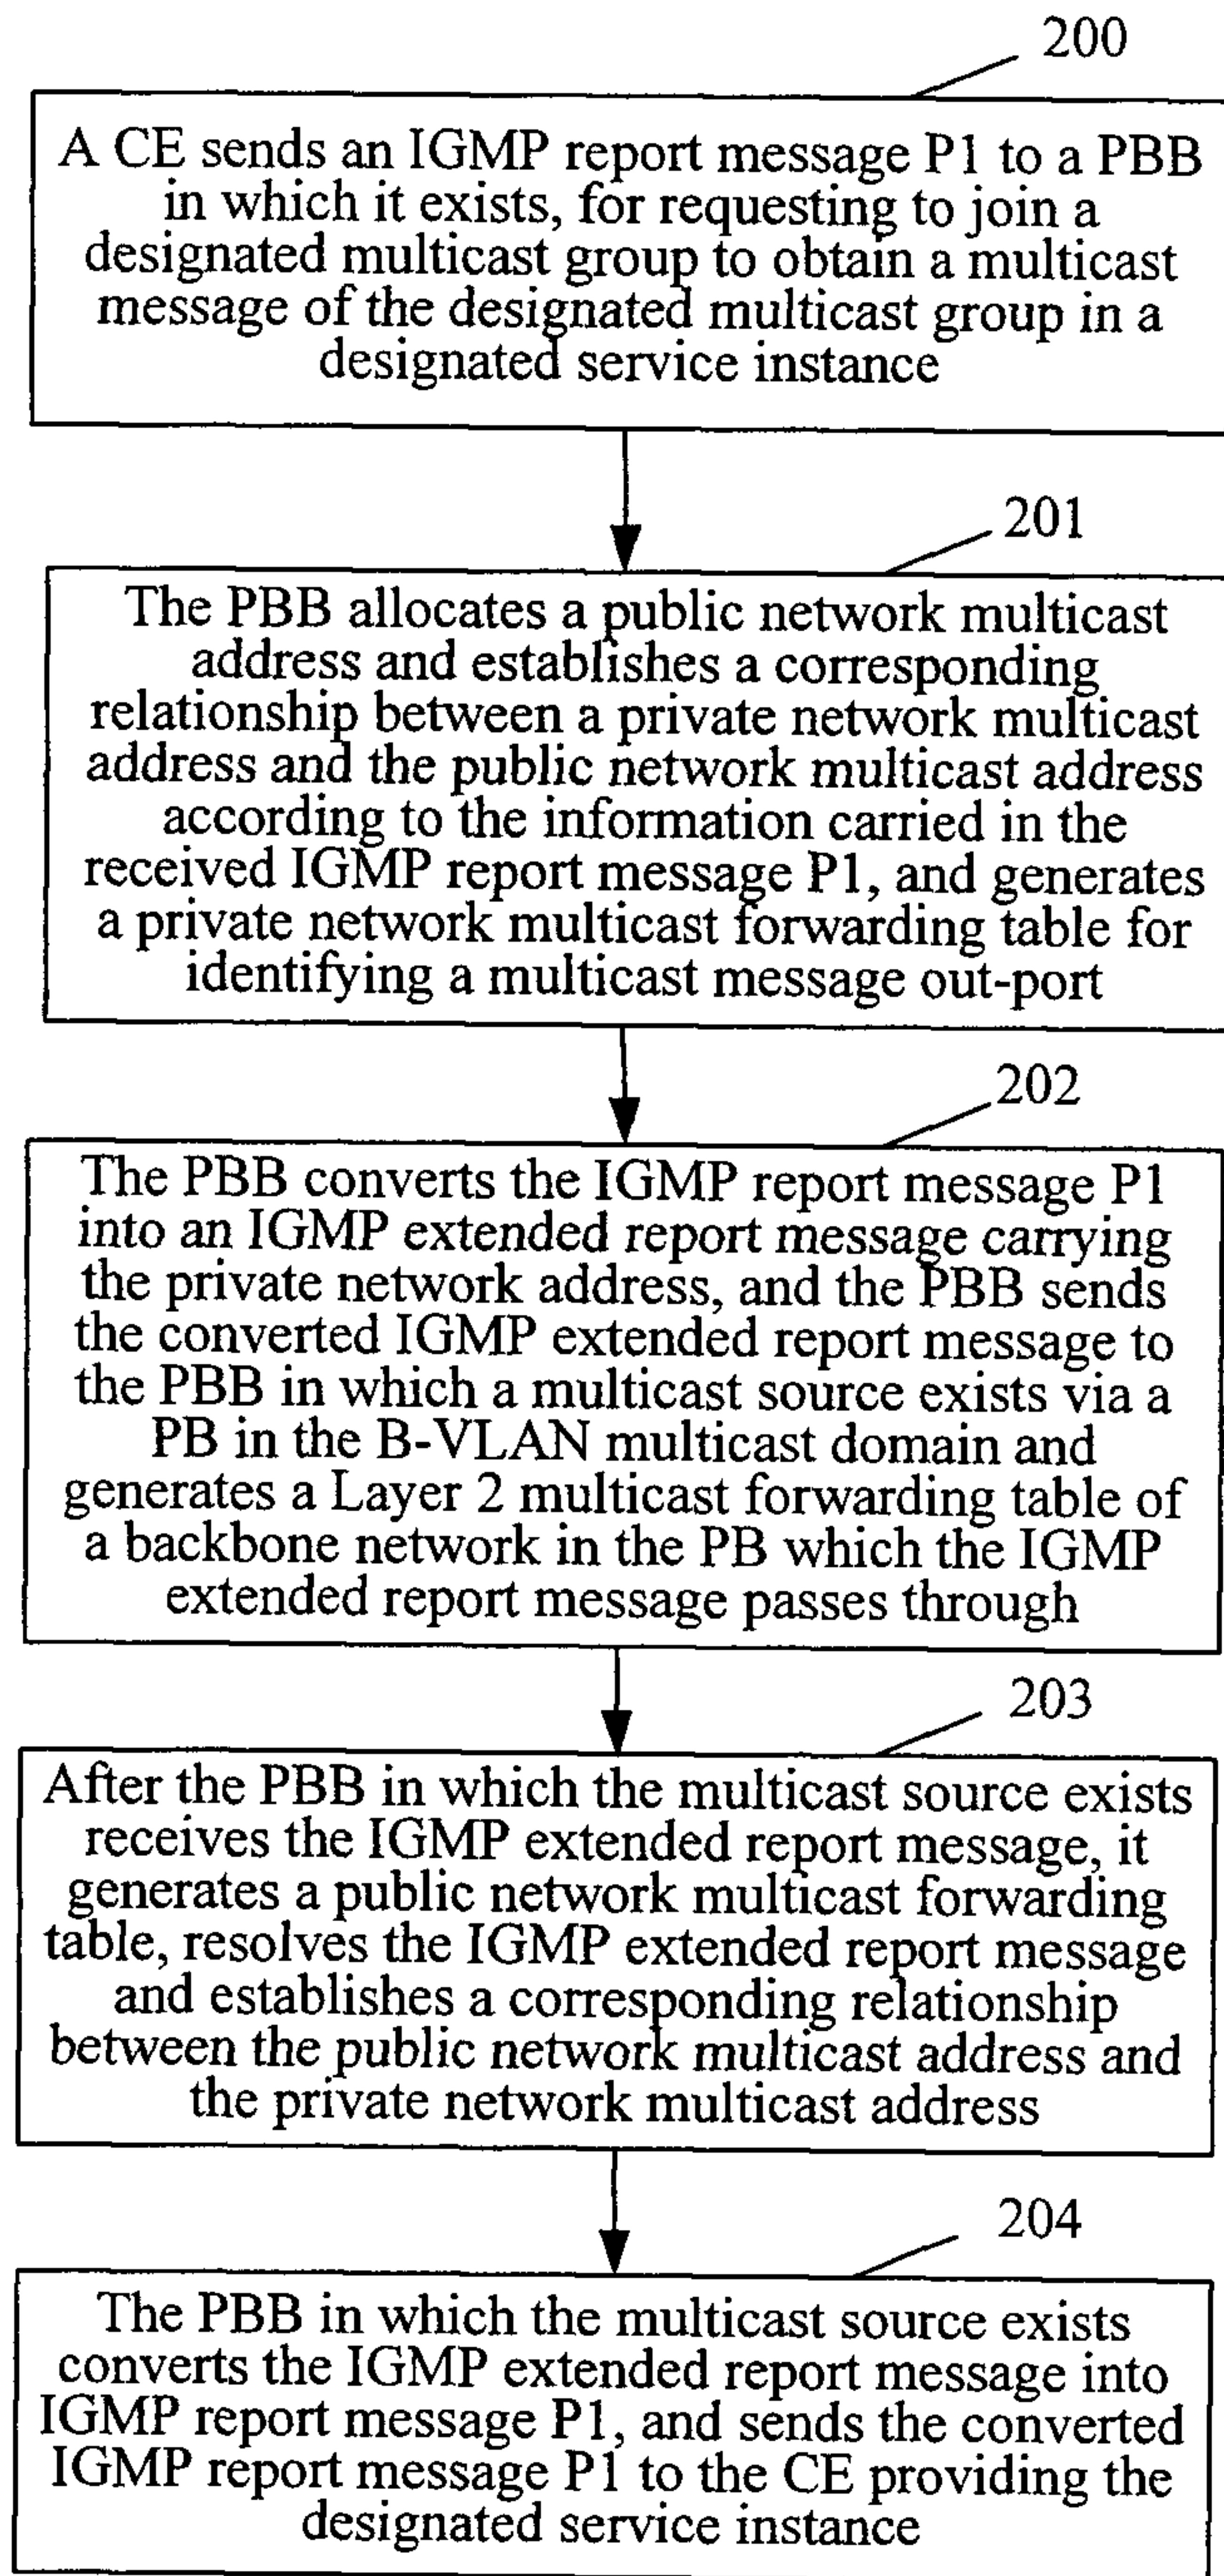 200
A CE sends an IGMP report message P1 to a PBB
in which it exists, for requesting to join a
designated multicast group to obtain a multicast
message of the designated multicast group in a
designated service instance
201
The PBB allocates a public network multicast
address and establishes a corresponding
relationship between a private network multicast
address and the public network multicast address
according to the information carried in the
received IGMP report message P1, and generates
a private network multicast forwarding table for
identifying a multicast message out-port
202
The PBB converts the IGMP report message P1
into an IGMP extended report message carrying
the private network address, and the PBB sends
the converted IGMP extended report message to
the PBB in which a multicast source exists via a
PB in the B-VLAN multicast domain and
generates a Layer 2 multicast forwarding table of
a backbone network in the PB which the IGMP
extended report message passes through
203
After the PBB in which the multicast source exists
receives the IGMP extended report message, it
generates a public network multicast forwarding
table, resolves the IGMP extended report message
and establishes a corresponding relationship
between the public network multicast address and
the private network multicast address
204
The PBB in which the multicast source exists
converts the IGMP extended report message into
IGMP report message P1, and sends the converted
IGMP report message P1 to the CE providing the
designated service instance